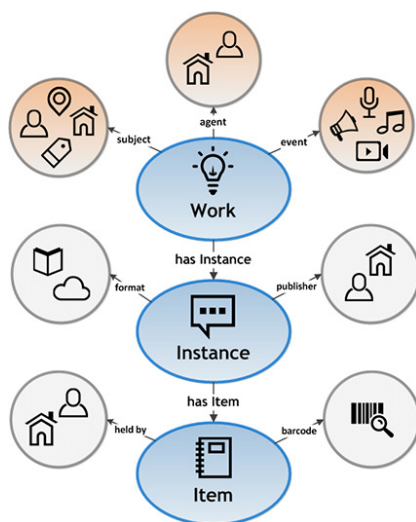 agent
subject
event
Work
has Instance
format
publisher
Instance
has Item
held by
barcode
Item